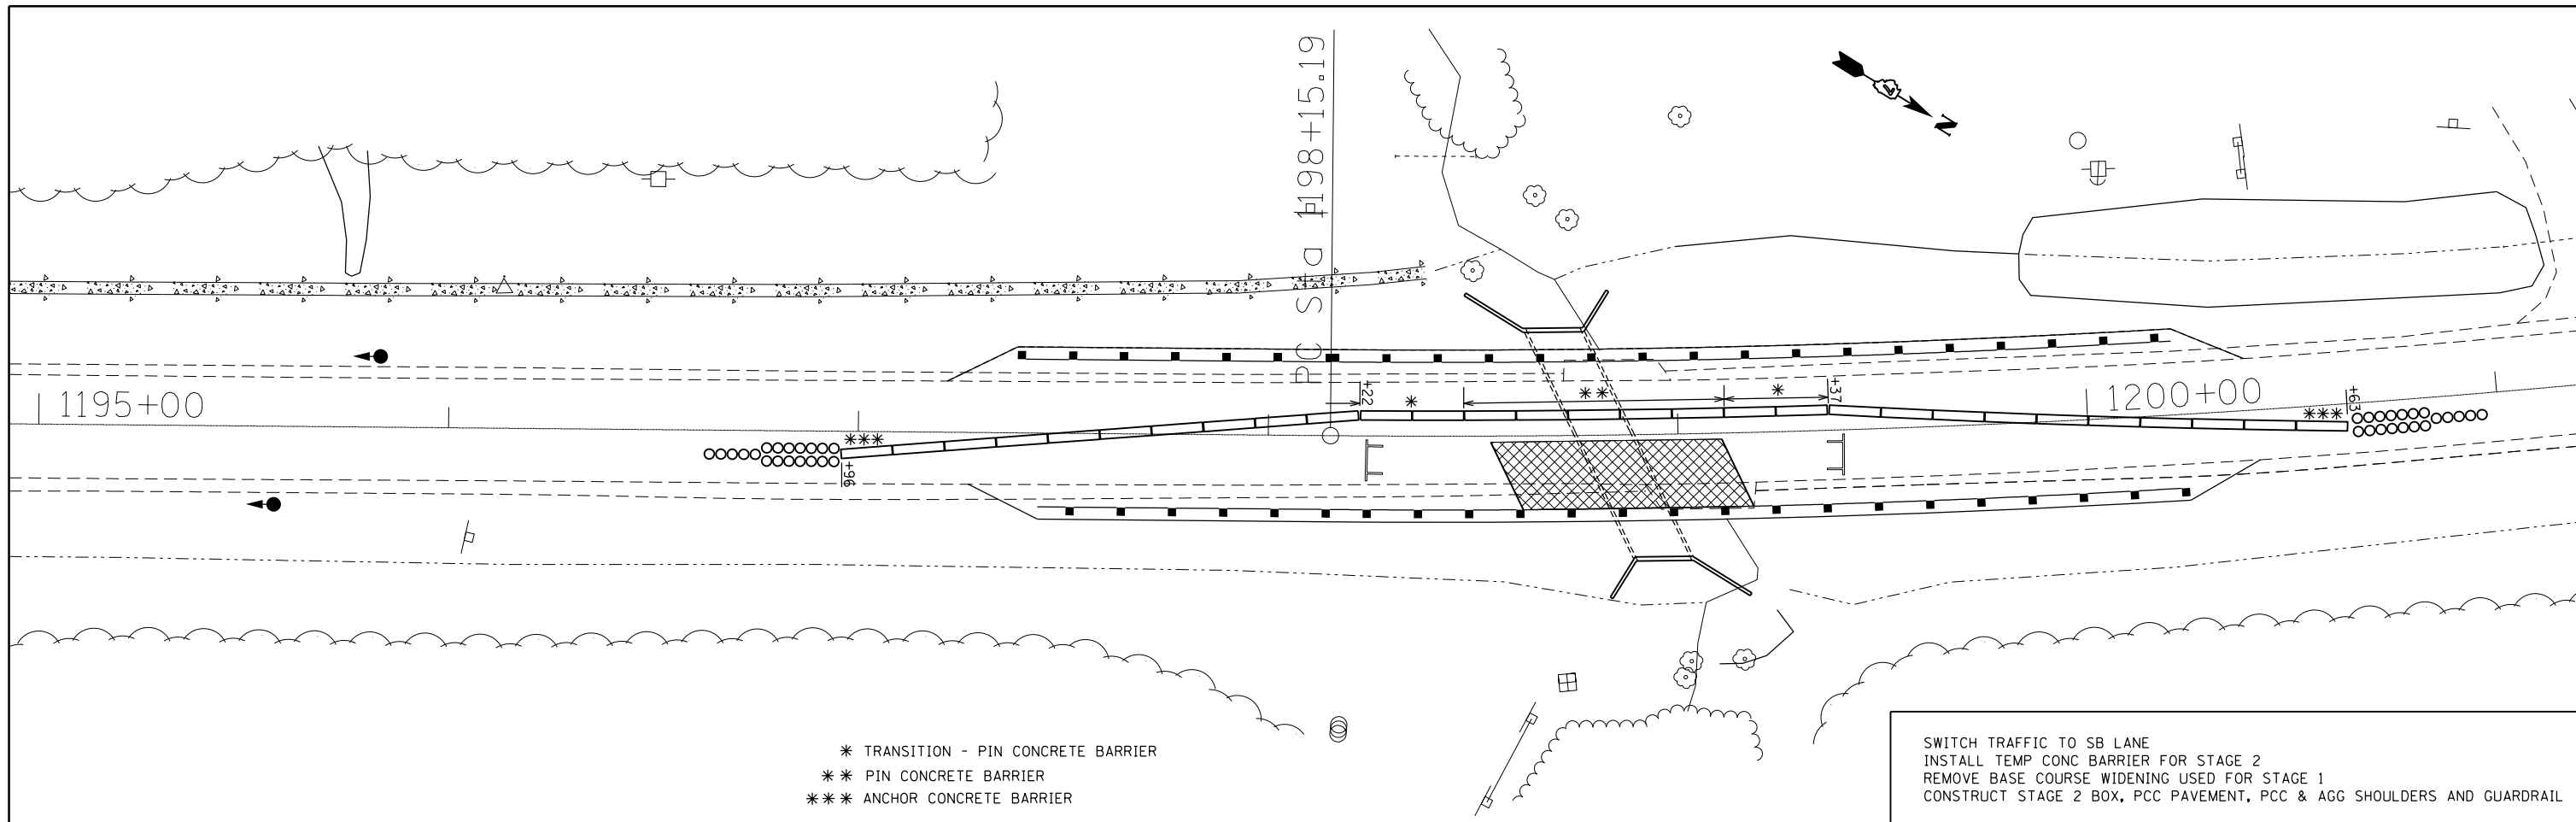 PC Sta 1198+15.19
N
1195+00
+22
**
*
*
+37
1200+00
+63
***
***
+96
* TRANSITION - PIN CONCRETE BARRIER
** PIN CONCRETE BARRIER
*** ANCHOR CONCRETE BARRIER
SWITCH TRAFFIC TO SB LANE
INSTALL TEMP CONC BARRIER FOR STAGE 2
REMOVE BASE COURSE WIDENING USED FOR STAGE 1
CONSTRUCT STAGE 2 BOX, PCC PAVEMENT, PCC & AGG SHOULDERS AND GUARDRAIL